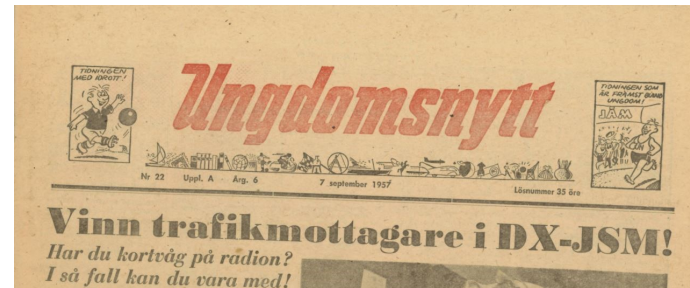 TIDNINGEN
MED IDROTT!
Ungdomsnytt
TIDNINGEN SOM
ÄR FRÄMST BLAND
UNGDOM!
JÄM
Nr 22 Uppl. A Årg. 6 7 september 1957 Lösnummer 35 öre
Vinn trafikmottagare i DX-JSM!
Har du kortvåg på radion?
I så fall kan du vara med!